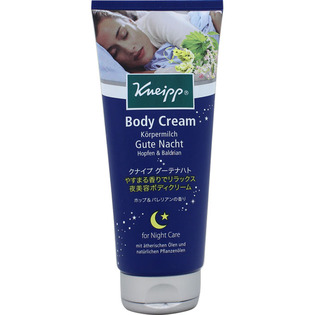 Kneipp®
Body Cream
Körpermilch
Gute Nacht
Hopfen & Baldrian
クナイプ グーテナハト
やすまる香りでリラックス
夜美容ボディクリーム
ホップ&バレリアンの香り
for Night Care
mit ätherischen Ölen und
natürlichen Pflanzenölen